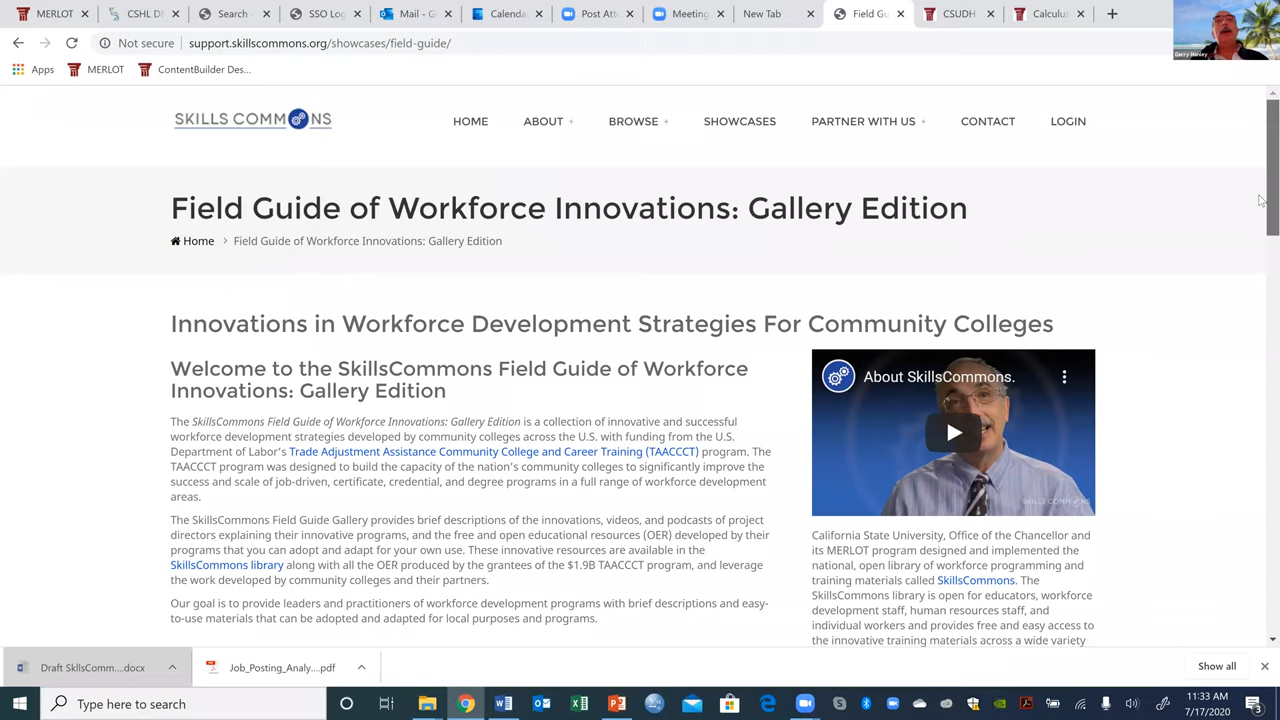 MERLOT
CSHL D
Search -
SSO Log
Mail - G
Calenda
Post Att
Meeting
New Tab
Field Gu
CSUDH
Calculus
Not secure
support.skillscommons.org/showcases/field-guide/
Gerry Hanley
Apps
MERLOT
ContentBuilder Des...
SKILLS COMMONS
HOME
ABOUT +
BROWSE +
SHOWCASES
PARTNER WITH US +
CONTACT
LOGIN
Field Guide of Workforce Innovations: Gallery Edition
Home > Field Guide of Workforce Innovations: Gallery Edition
Innovations in Workforce Development Strategies For Community Colleges
Welcome to the SkillsCommons Field Guide of Workforce
Innovations: Gallery Edition
The SkillsCommons Field Guide of Workforce Innovations: Gallery Edition is a collection of innovative and successful
workforce development strategies developed by community colleges across the U.S. with funding from the U.S.
Department of Labor's Trade Adjustment Assistance Community College and Career Training (TAACCCT) program. The
TAACCCT program was designed to build the capacity of the nation's community colleges to significantly improve the
success and scale of job-driven, certificate, credential, and degree programs in a full range of workforce development
areas.
The SkillsCommons Field Guide Gallery provides brief descriptions of the innovations, videos, and podcasts of project
directors explaining their innovative programs, and the free and open educational resources (OER) developed by their
programs that you can adopt and adapt for your own use. These innovative resources are available in the
SkillsCommons library along with all the OER produced by the grantees of the $1.9B TAACCCT program, and leverage
the work developed by community colleges and their partners.
Our goal is to provide leaders and practitioners of workforce development programs with brief descriptions and easy-
to-use materials that can be adopted and adapted for local purposes and programs.
About SkillsCommons.
SKILLS COMMONS
California State University, Office of the Chancellor and
its MERLOT program designed and implemented the
national, open library of workforce programming and
training materials called SkillsCommons. The
SkillsCommons library is open for educators, workforce
development staff, human resources staff, and
individual workers and provides free and easy access to
the innovative training materials across a wide variety
Draft SkllsComm....docx
Job_Posting_Analy....pdf
Show all
Type here to search
11:33 AM
7/17/2020
3